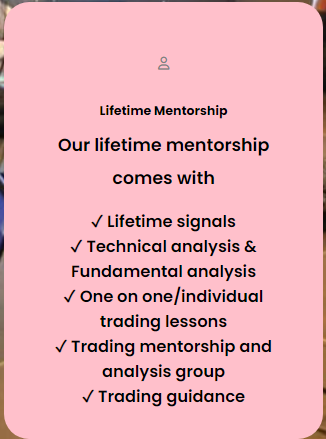 Lifetime Mentorship
Our lifetime mentorship
comes with
✓ Lifetime signals
✓ Technical analysis &
Fundamental analysis
✓ One on one/individual
trading lessons
✓ Trading mentorship and
analysis group
✓ Trading guidance